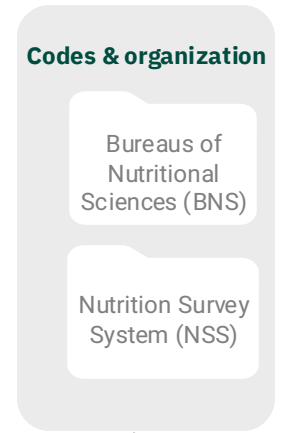 Codes & organization
Bureaus of
Nutritional
Sciences (BNS)
Nutrition Survey
System (NSS)